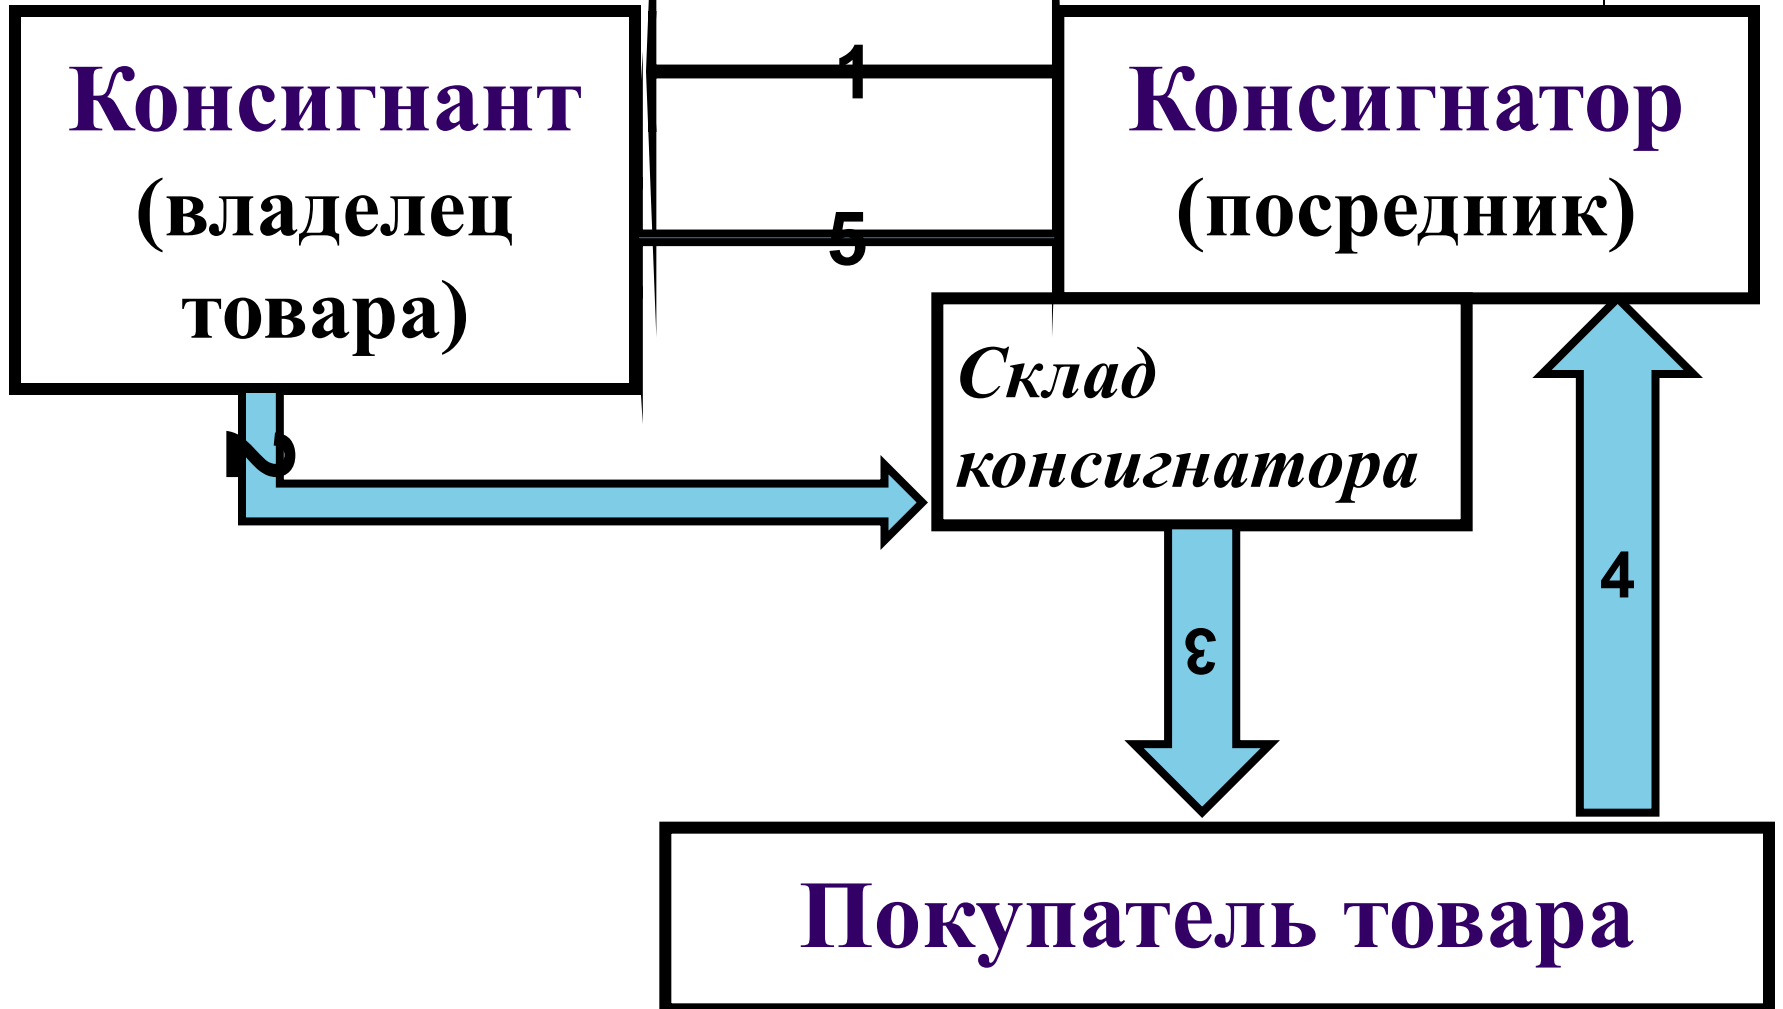 Консигнант
(владелец
товара)
1
5
Консигнатор
(посредник)
Склад
консигнатора
2
3
4
Покупатель товара